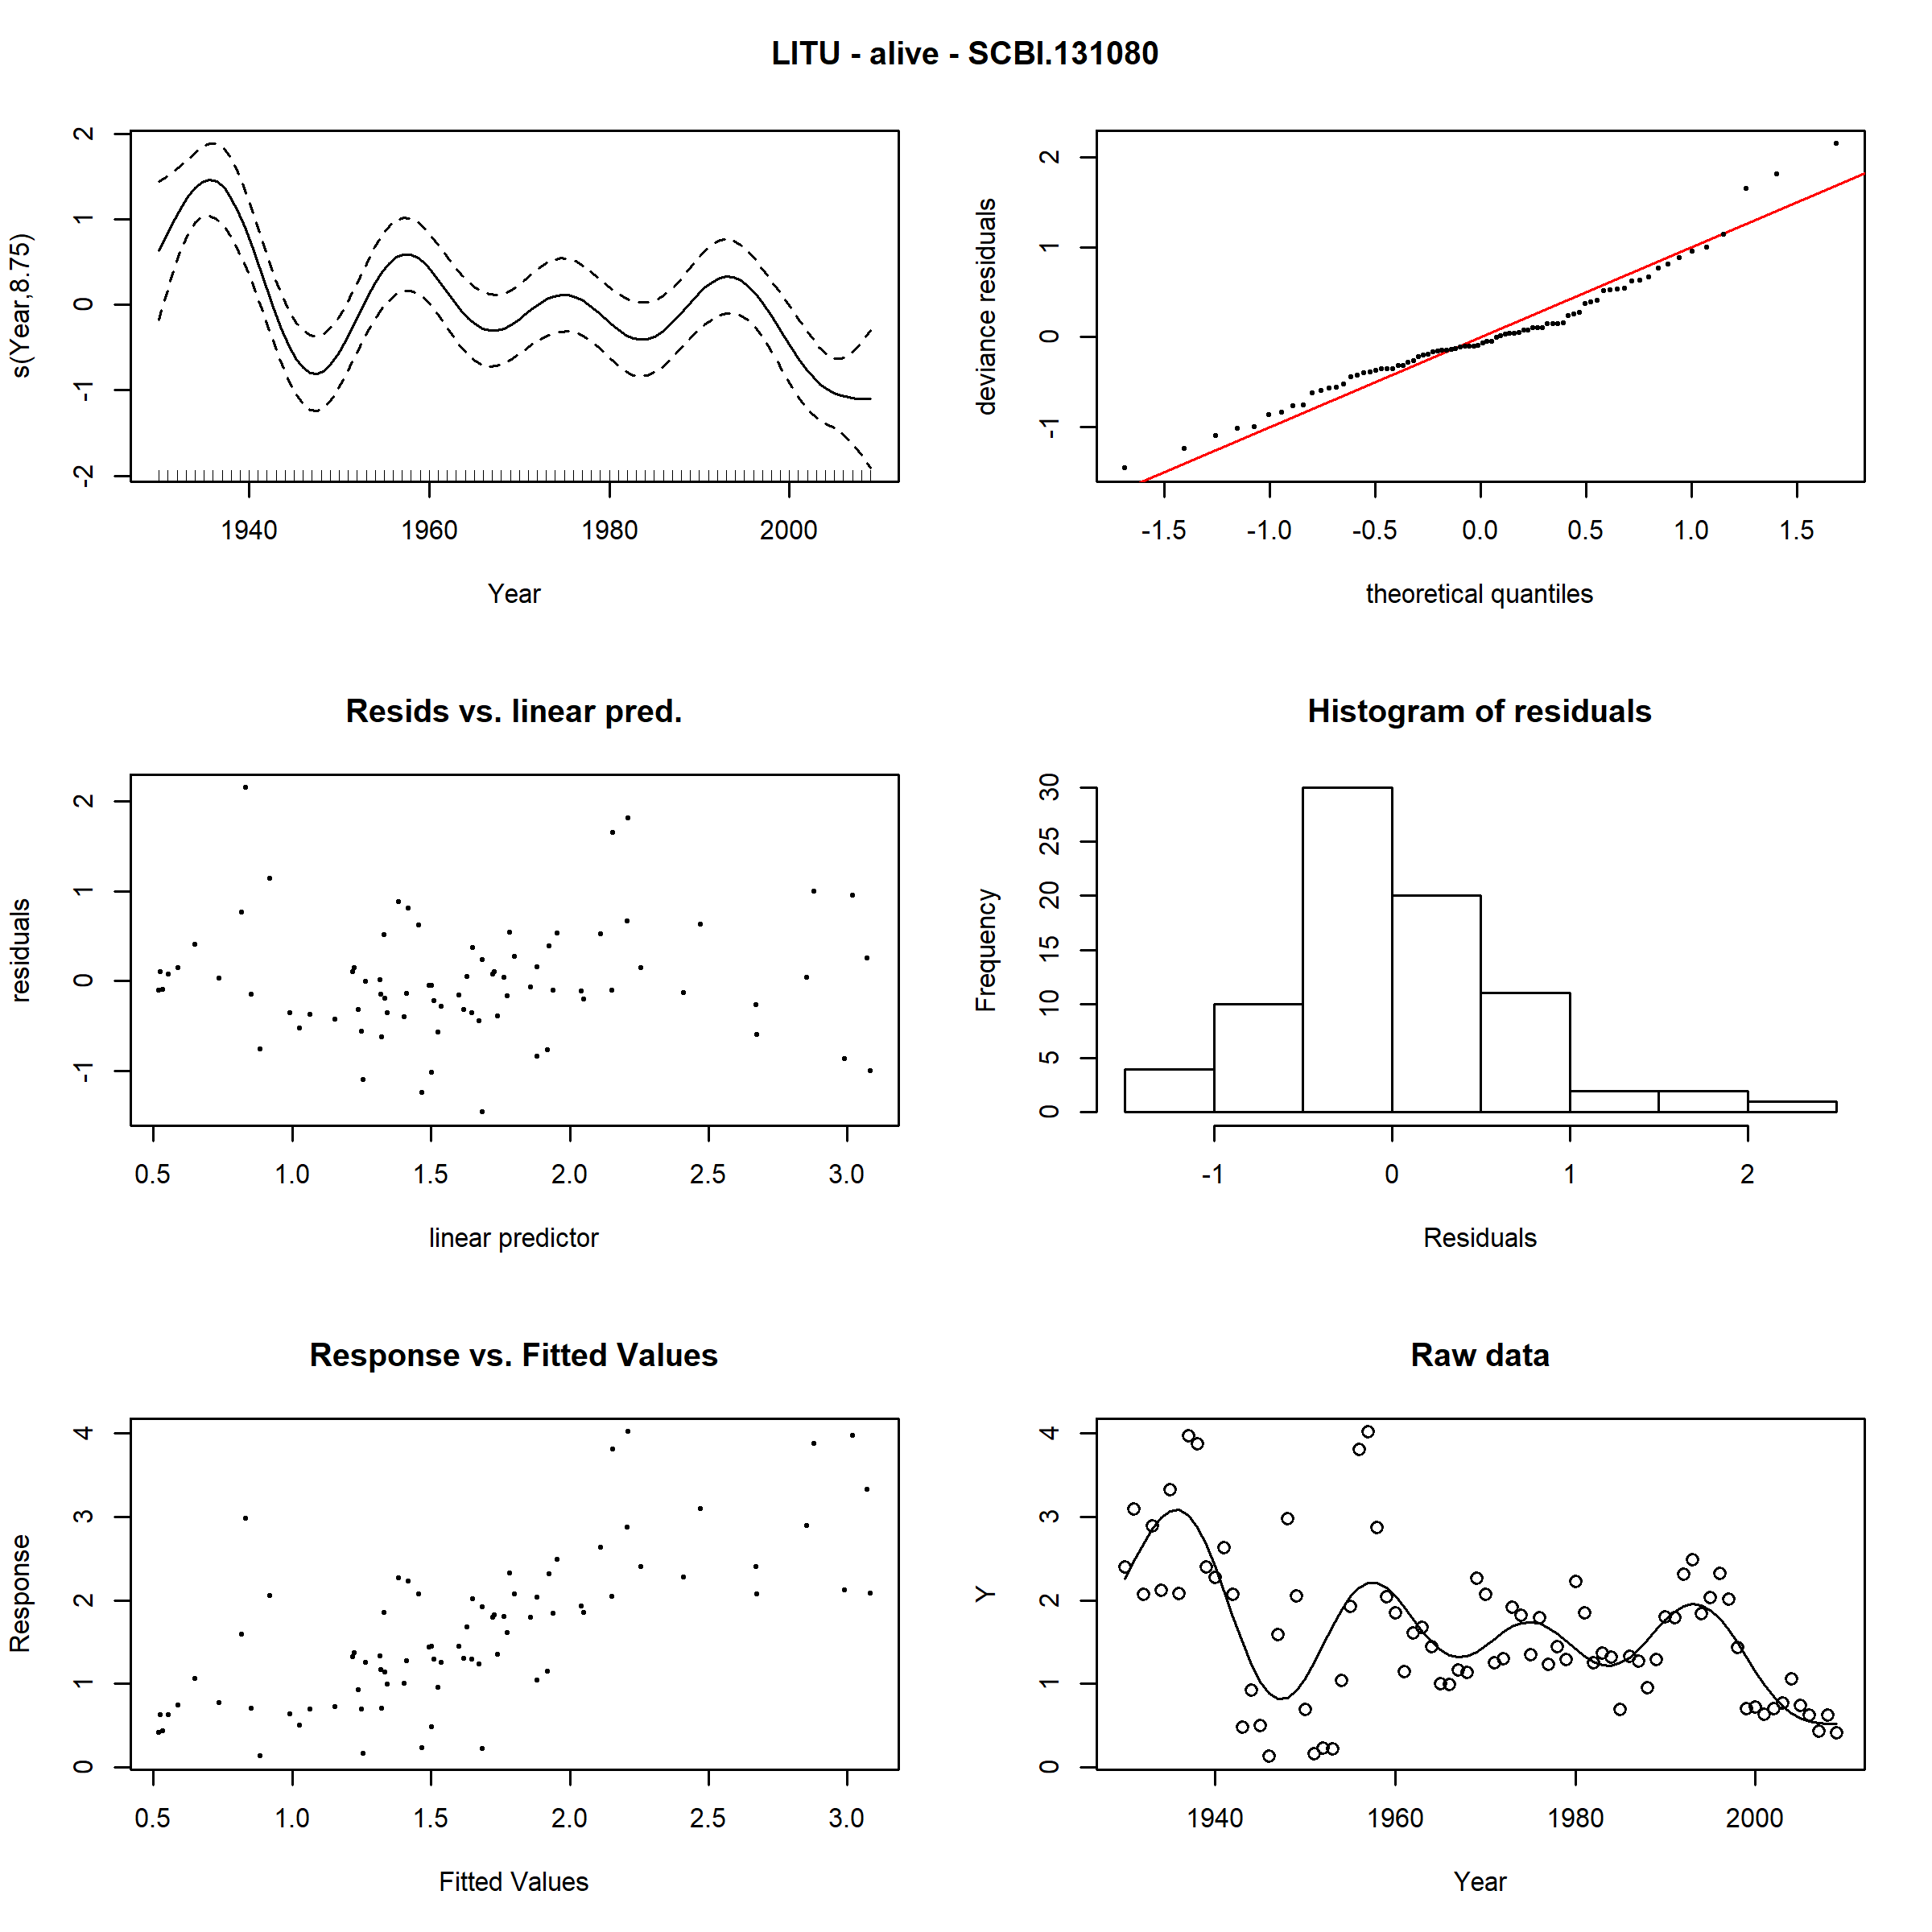 LITU - alive - SCBI.131080
s(Year,8.75)
2
1
0
-1
-2
1940 1960 1980 2000
Year
deviance residuals
2
1
0
-1
-1.5 -1.0 -0.5 0.0 0.5 1.0 1.5
theoretical quantiles
Resids vs. linear pred.
residuals
2
1
0
-1
0.5 1.0 1.5 2.0 2.5 3.0
linear predictor
Histogram of residuals
Frequency
30
25
20
15
10
5
0
-1 0 1 2
Residuals
Response vs. Fitted Values
Response
4
3
2
1
0
0.5 1.0 1.5 2.0 2.5 3.0
Fitted Values
Raw data
Y
4
3
2
1
0
1940 1960 1980 2000
Year